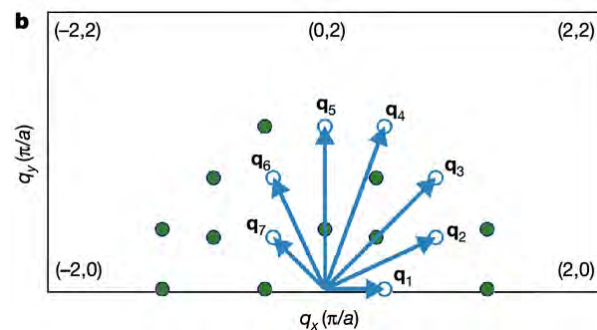 b
(−2,2) (0,2) (2,2)
q5 q4
q6 q3
q7 q2
q1
(−2,0) (2,0)
qy (π/a)
qx (π/a)